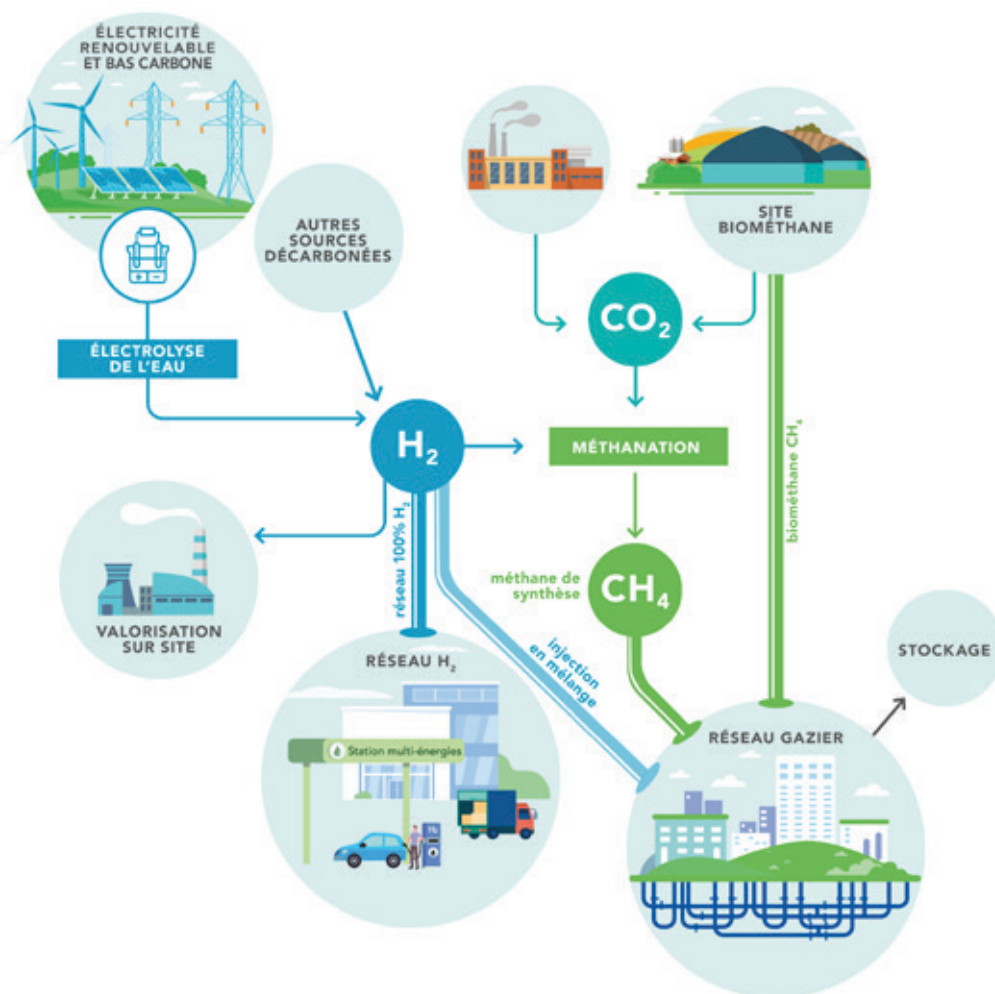 ÉLECTRICITÉ
RENOUVELABLE
ET BAS CARBONE
AUTRES
SOURCES
DÉCARBONÉES
SITE
BIOMÉTHANE
CO₂
ÉLECTROLYSE
DE L'EAU
H₂
MÉTHANATION
biométhane CH₄
réseau 100% H₂
méthane de
synthèse
CH₄
injection
en mélange
VALORISATION
SUR SITE
STOCKAGE
RÉSEAU H₂
Station multi-énergies
H₂
RÉSEAU GAZIER